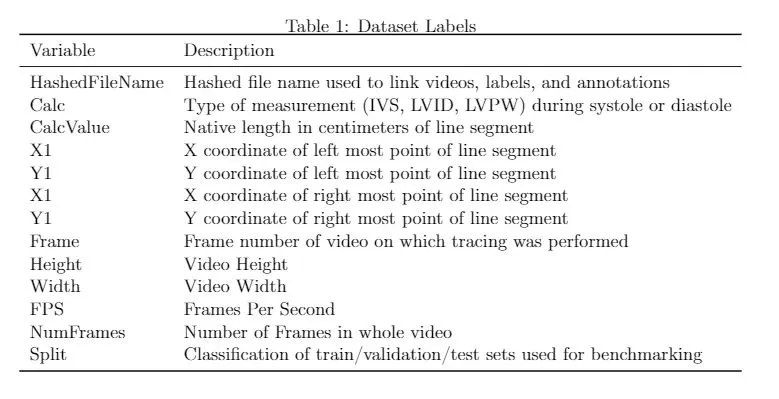 Table 1: Dataset Labels
Variable Description
HashedFileName Hashed file name used to link videos, labels, and annotations
Calc Type of measurement (IVS, LVID, LVPW) during systole or diastole
CalcValue Native length in centimeters of line segment
X1 X coordinate of left most point of line segment
Y1 Y coordinate of left most point of line segment
X1 X coordinate of right most point of line segment
Y1 Y coordinate of right most point of line segment
Frame Frame number of video on which tracing was performed
Height Video Height
Width Video Width
FPS Frames Per Second
NumFrames Number of Frames in whole video
Split Classification of train/validation/test sets used for benchmarking